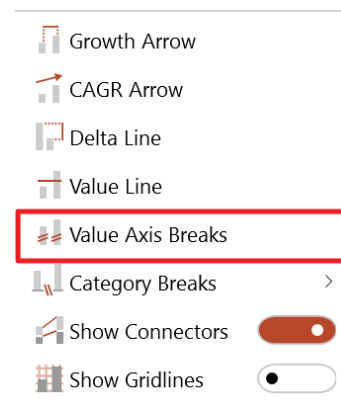 Growth Arrow
CAGR Arrow
Delta Line
Value Line
Value Axis Breaks
Category Breaks
Show Connectors
Show Gridlines